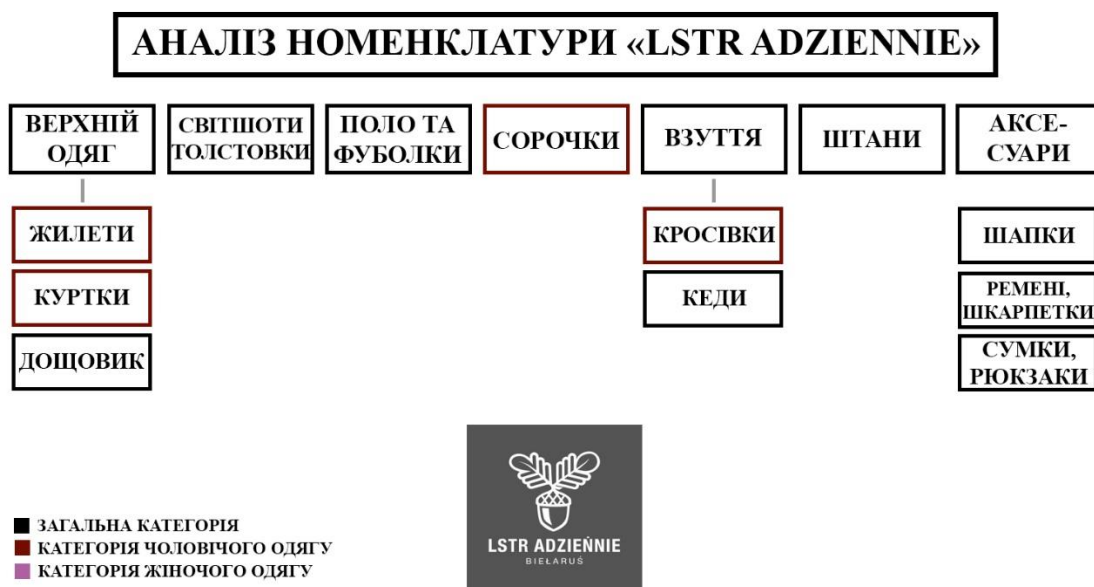 АНАЛІЗ НОМЕНКЛАТУРИ «LSTR ADZIENNIE»
ВЕРХНІЙ
ОДЯГ
СВІТШОТИ
ТОЛСТОВКИ
ПОЛО ТА
ФУБОЛКИ
СОРОЧКИ
ВЗУТТЯ
ШТАНИ
АКСЕ-
СУАРИ
ЖИЛЕТИ
КУРТКИ
ДОЩОВИК
КРОСІВКИ
КЕДИ
ШАПКИ
РЕМЕНІ,
ШКАРПЕТКИ
СУМКИ,
РЮКЗАКИ
LSTR ADZIEŃNIE
BIEŁARUŚ
ЗАГАЛЬНА КАТЕГОРІЯ
КАТЕГОРІЯ ЧОЛОВІЧОГО ОДЯГУ
КАТЕГОРІЯ ЖІНОЧОГО ОДЯГУ